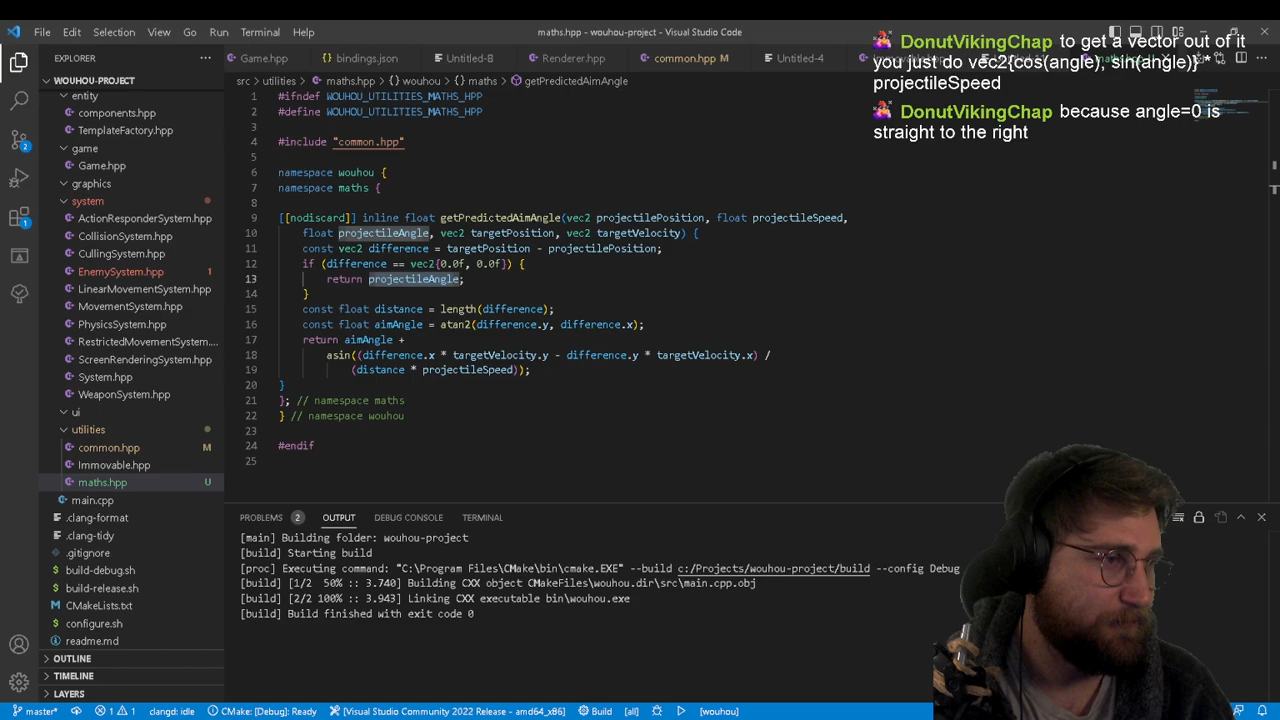 File Edit Selection View Go Run Terminal Help
maths.hpp - wouhou-project - Visual Studio Code
DonutVikingChap to get a vector out of it
you just do vec2{cos(angle), sin(angle)} *
projectileSpeed
DonutVikingChap because angle=0 is
straight to the right
EXPLORER
Game.hpp bindings.json Untitled-8 Renderer.hpp common.hpp M Untitled-4
WOUHOU-PROJECT
src > utilities > maths.hpp > {} wouhou > {} maths > getPredictedAimAngle
entity
components.hpp
TemplateFactory.hpp
game
Game.hpp
graphics
system
ActionResponderSystem.hpp
CollisionSystem.hpp
CullingSystem.hpp
EnemySystem.hpp 1
LinearMovementSystem.hpp
MovementSystem.hpp
PhysicsSystem.hpp
RestrictedMovementSystem....
ScreenRenderingSystem.hpp
System.hpp
WeaponSystem.hpp
ui
utilities
common.hpp M
Immovable.hpp
maths.hpp U
main.cpp
.clang-format
.clang-tidy
.gitignore
build-debug.sh
build-release.sh
CMakeLists.txt
configure.sh
readme.md
OUTLINE
TIMELINE
LAYERS
1 #ifndef WOUHOU_UTILITIES_MATHS_HPP
2 #define WOUHOU_UTILITIES_MATHS_HPP
3
4 #include "common.hpp"
5
6 namespace wouhou {
7 namespace maths {
8
9 [[nodiscard]] inline float getPredictedAimAngle(vec2 projectilePosition, float projectileSpeed,
10 float projectileAngle, vec2 targetPosition, vec2 targetVelocity) {
11 const vec2 difference = targetPosition - projectilePosition;
12 if (difference == vec2{0.0f, 0.0f}) {
13 return projectileAngle;
14 }
15 const float distance = length(difference);
16 const float aimAngle = atan2(difference.y, difference.x);
17 return aimAngle +
18 asin((difference.x * targetVelocity.y - difference.y * targetVelocity.x) /
19 (distance * projectileSpeed));
20 }
21 }; // namespace maths
22 } // namespace wouhou
23
24 #endif
25
PROBLEMS 2 OUTPUT DEBUG CONSOLE TERMINAL
[main] Building folder: wouhou-project
[build] Starting build
[proc] Executing command: "C:\Program Files\CMake\bin\cmake.EXE" --build c:/Projects/wouhou-project/build --config Debug
[build] [1/2 50% :: 3.740] Building CXX object CMakeFiles\wouhou.dir\src\main.cpp.obj
[build] [2/2 100% :: 3.943] Linking CXX executable bin\wouhou.exe
[build] Build finished with exit code 0
2
1
master* 1 1 clangd: idle CMake: [Debug]: Ready [Visual Studio Community 2022 Release - amd64_x86] Build [all] [wouhou]